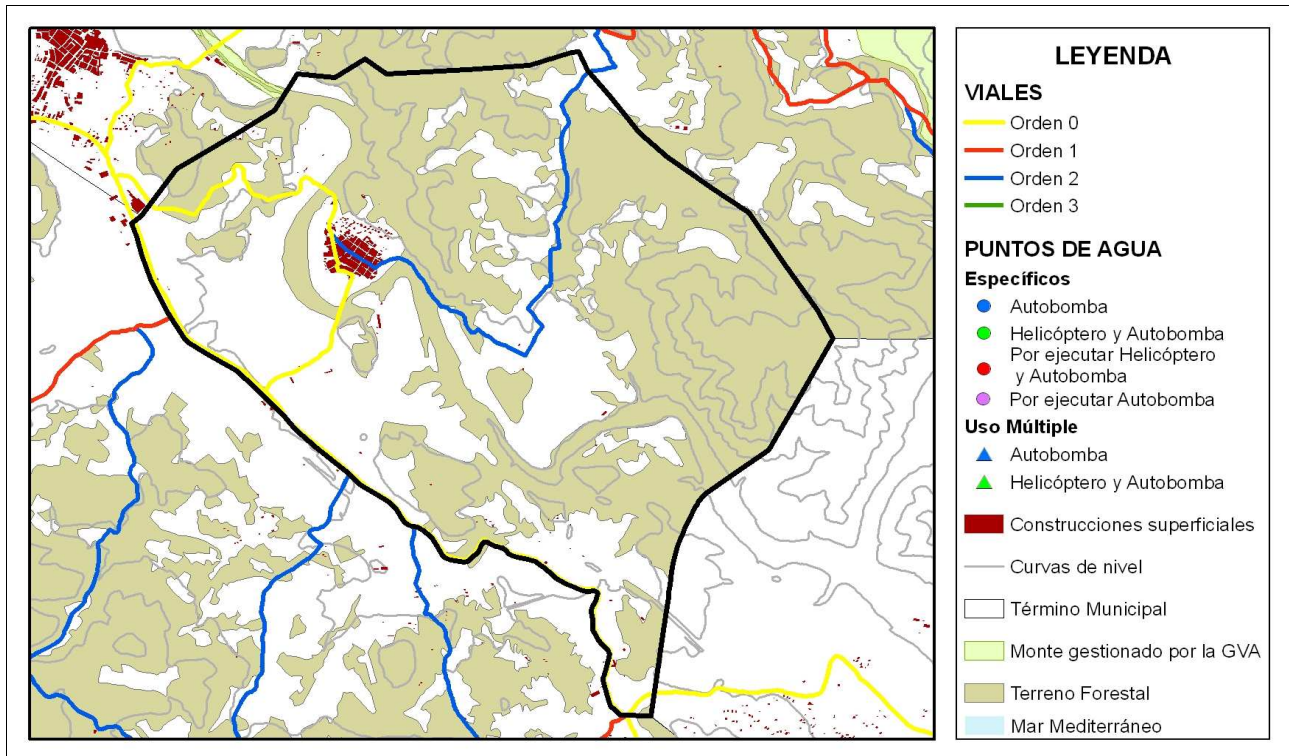 LEYENDA
VIALES
Orden 0
Orden 1
Orden 2
Orden 3
PUNTOS DE AGUA
Específicos
Autobomba
Helicóptero y Autobomba
Por ejecutar Helicóptero
y Autobomba
Por ejecutar Autobomba
Uso Múltiple
Autobomba
Helicóptero y Autobomba
Construcciones superficiales
Curvas de nivel
Término Municipal
Monte gestionado por la GVA
Terreno Forestal
Mar Mediterráneo